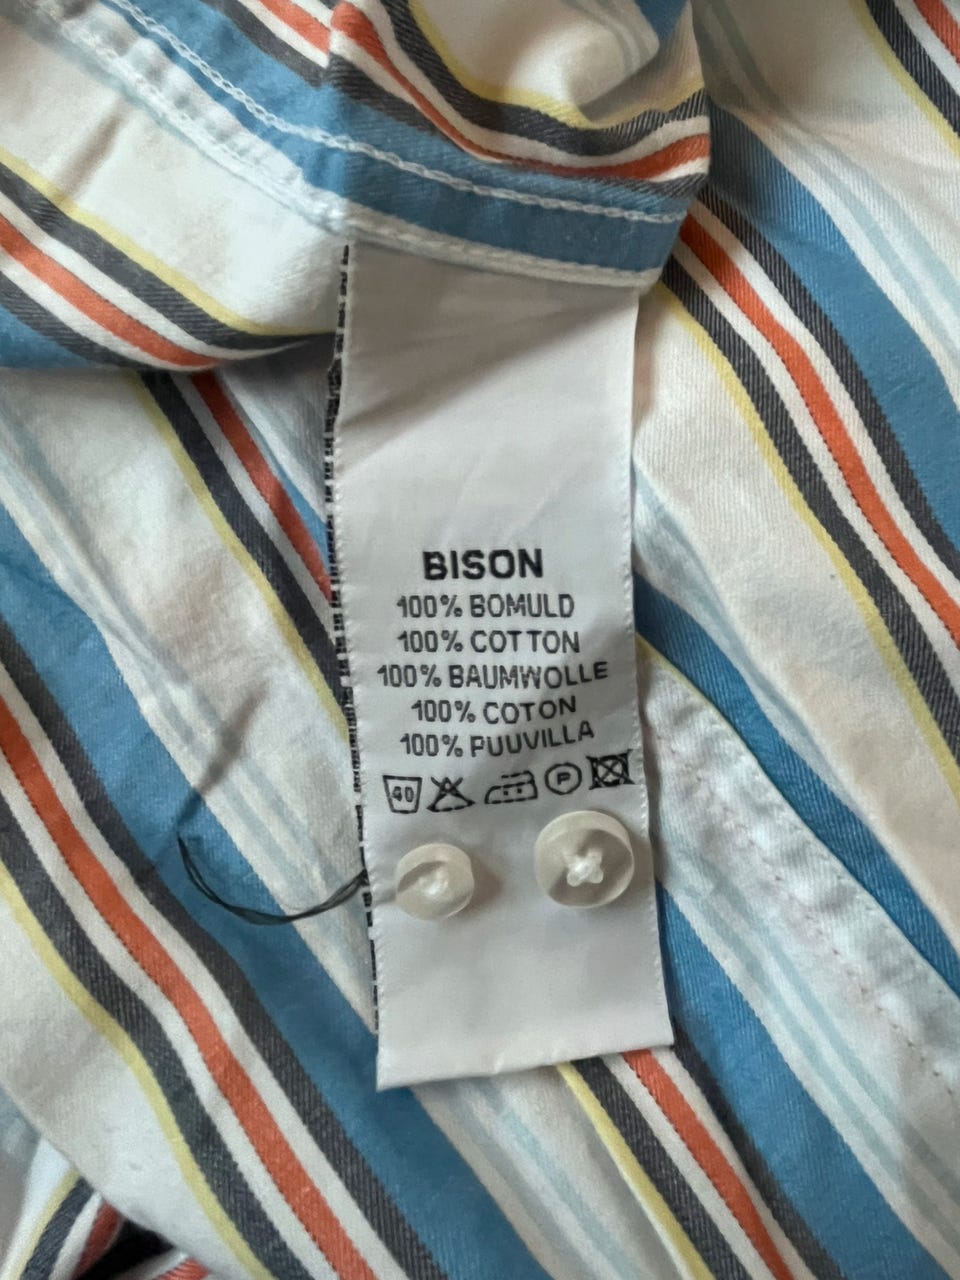 BISON
100% BOMULD
100% COTTON
100% BAUMWOLLE
100% COTON
100% PUUVILLA
40 P